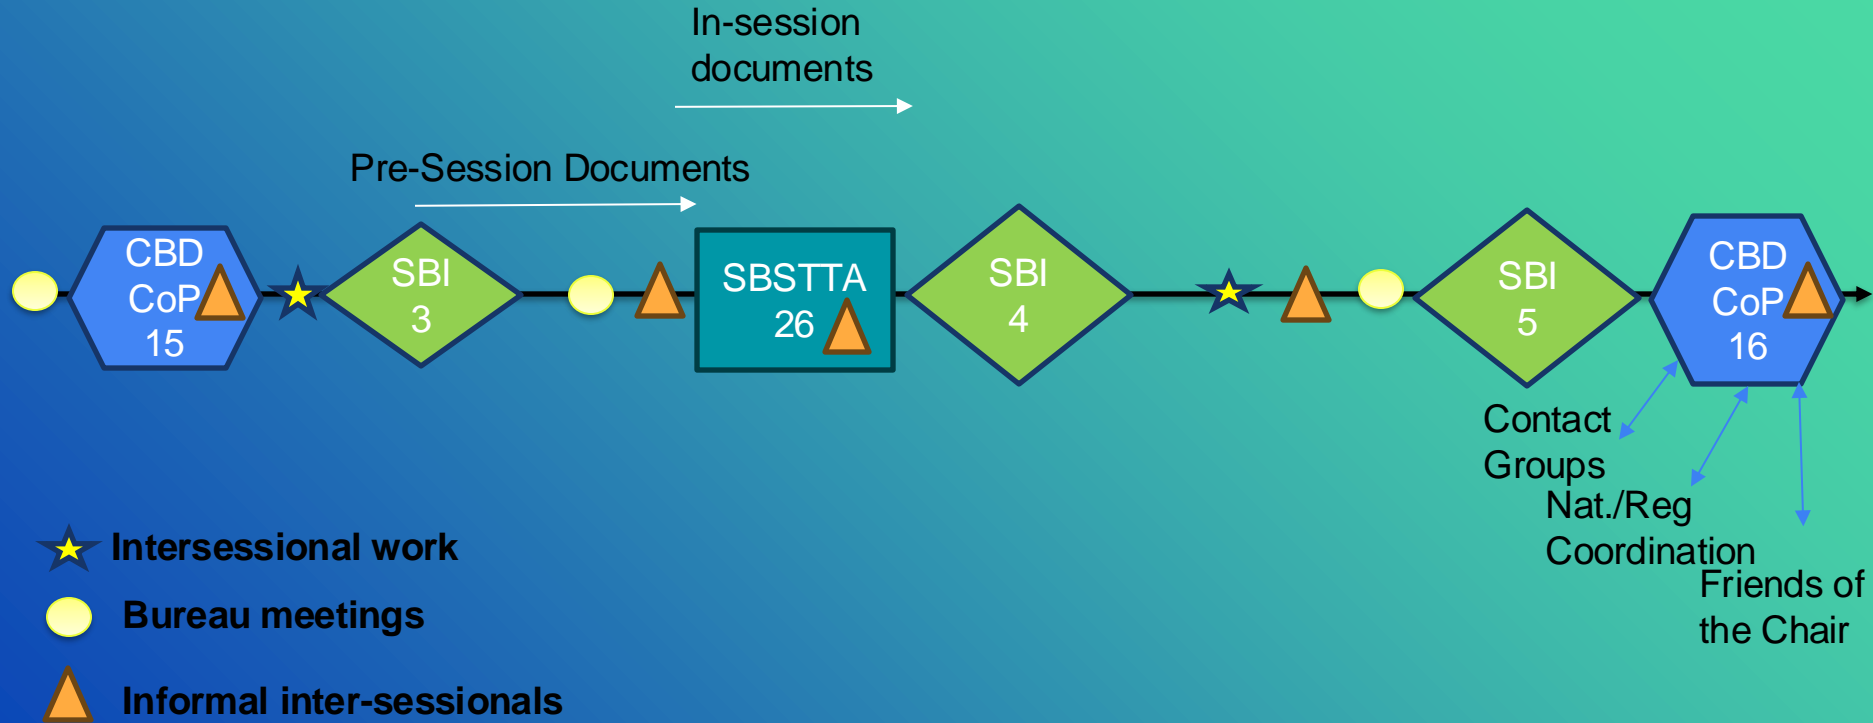 In-session
documents
Pre-Session Documents
CBD
CoP
15
SBI
3
SBSTTA
26
SBI
4
SBI
5
CBD
CoP
16
Contact
Groups
Nat./Reg
Coordination
Friends of
the Chair
Intersessional work
Bureau meetings
Informal inter-sessionals